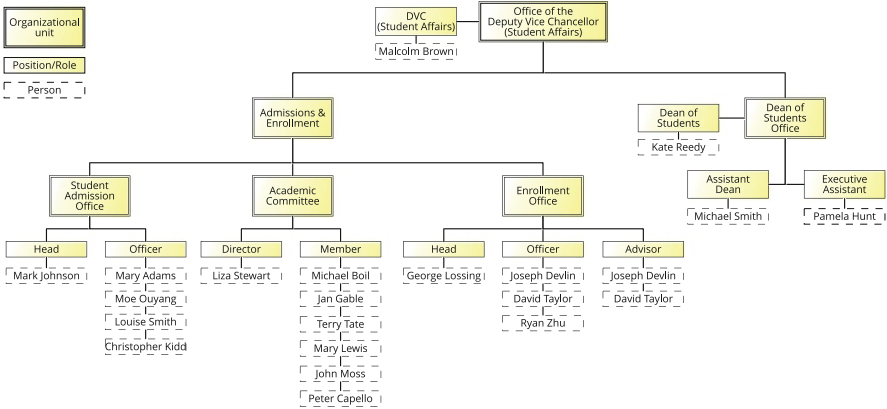 Organizational
unit
Position/Role
Person
DVC
(Student Affairs)
Malcolm Brown
Office of the
Deputy Vice Chancellor
(Student Affairs)
Admissions &
Enrollment
Dean of
Students
Kate Reedy
Dean of
Students
Office
Assistant
Dean
Michael Smith
Executive
Assistant
Pamela Hunt
Student
Admission
Office
Academic
Committee
Enrollment
Office
Head
Mark Johnson
Officer
Mary Adams
Moe Ouyang
Louise Smith
Christopher Kidd
Director
Liza Stewart
Member
Michael Boil
Jan Gable
Terry Tate
Mary Lewis
John Moss
Peter Capello
Head
George Lossing
Officer
Joseph Devlin
David Taylor
Ryan Zhu
Advisor
Joseph Devlin
David Taylor